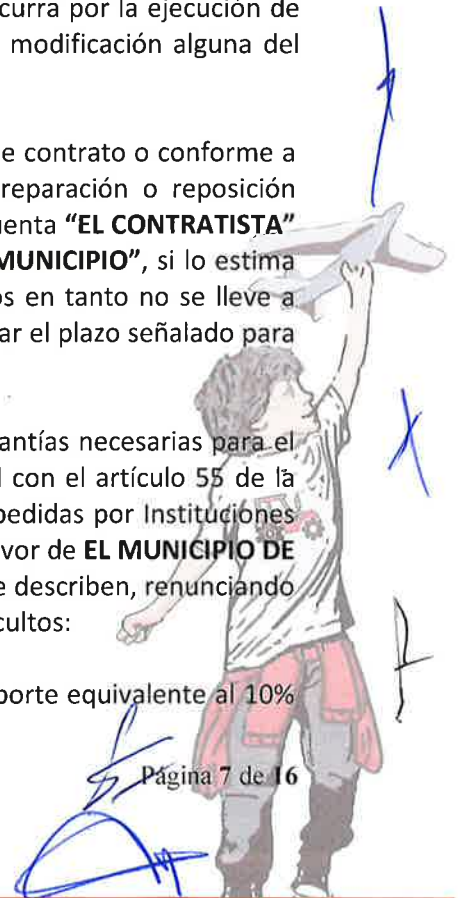 curra por la ejecución de
modificación alguna del
e contrato o conforme a
reparación o reposición
uenta "EL CONTRATISTA"
MUNICIPIO", si lo estima
os en tanto no se lleve a
ar el plazo señalado para
antías necesarias para el
l con el artículo 55 de la
pedidas por Instituciones
avor de EL MUNICIPIO DE
e describen, renunciando
cultos:
porte equivalente al 10%
Página 7 de 16